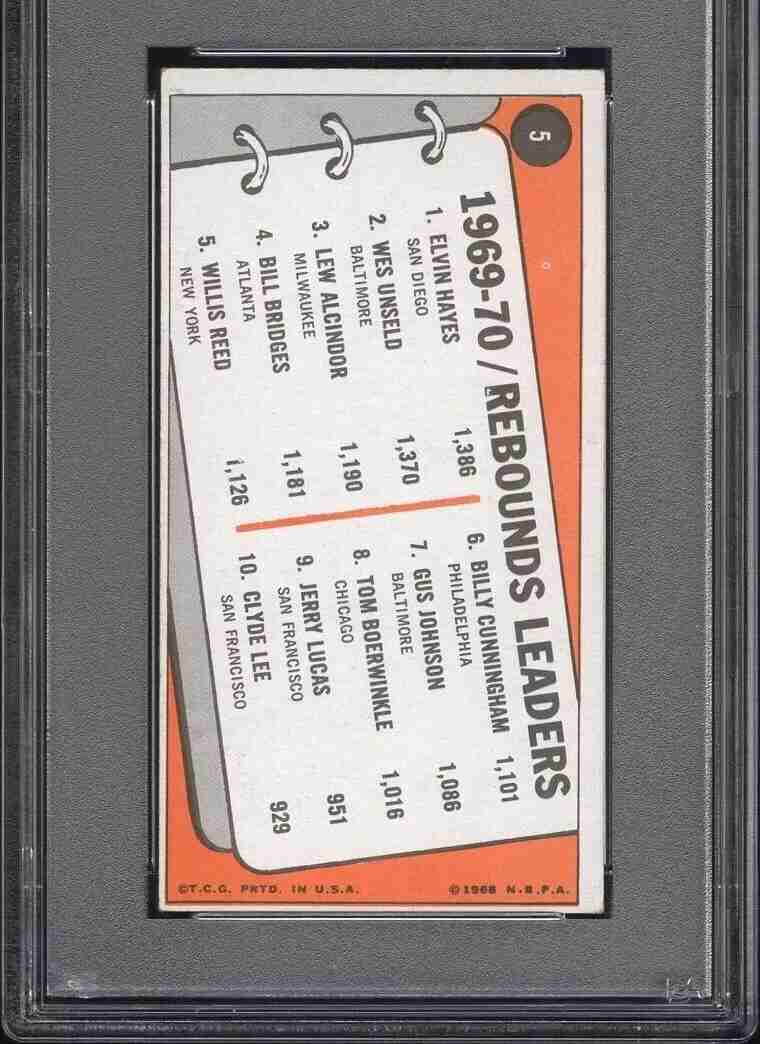 5
1969-70/REBOUNDS LEADERS
1. ELVIN HAYES 1,386
SAN DIEGO
2. WES UNSELD 1,370
BALTIMORE
3. LEW ALCINDOR 1,190
MILWAUKEE
4. BILL BRIDGES 1,181
ATLANTA
5. WILLIS REED 1,126
NEW YORK
6. BILLY CUNNINGHAM 1,101
PHILADELPHIA
7. GUS JOHNSON 1,086
BALTIMORE
8. TOM BOERWINKLE 1,016
CHICAGO
9. JERRY LUCAS 951
SAN FRANCISCO
10. CLYDE LEE 929
SAN FRANCISCO
©T.C.G. PRTD. IN U.S.A.
©1968 N.B.P.A.